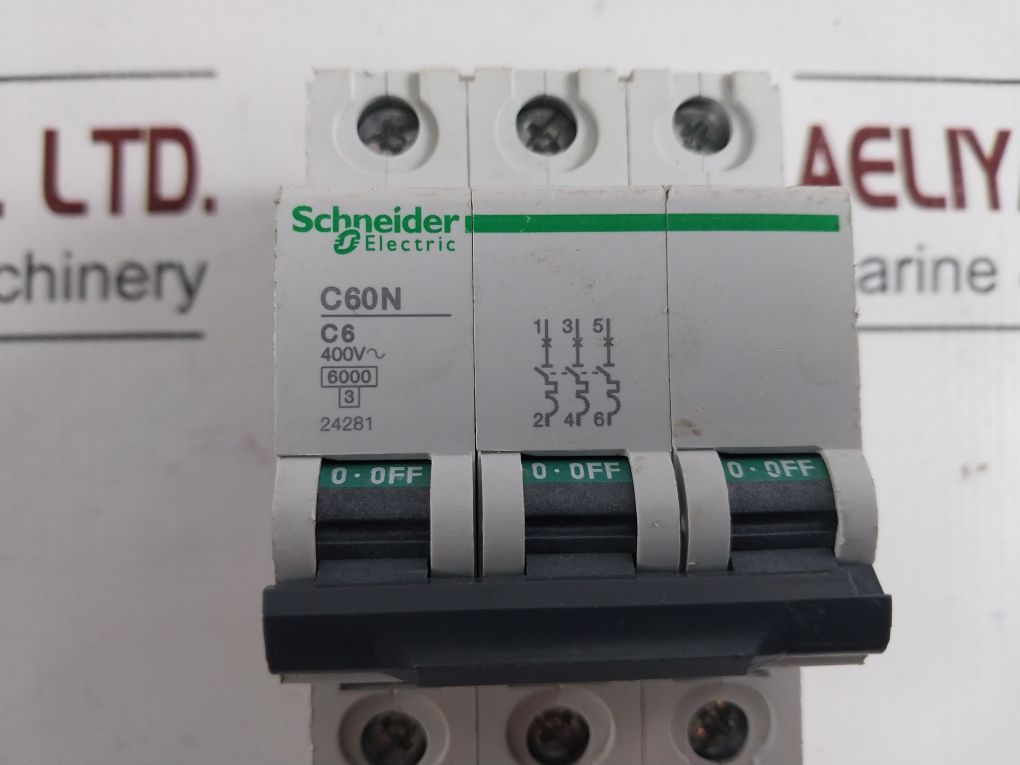 . LTD.
chinery
AELIY
arine
Schneider
Electric
C60N
C6
400V~
6000
3
24281
1 3 5
2 4 6
0 · OFF
0 · OFF
0 · OFF